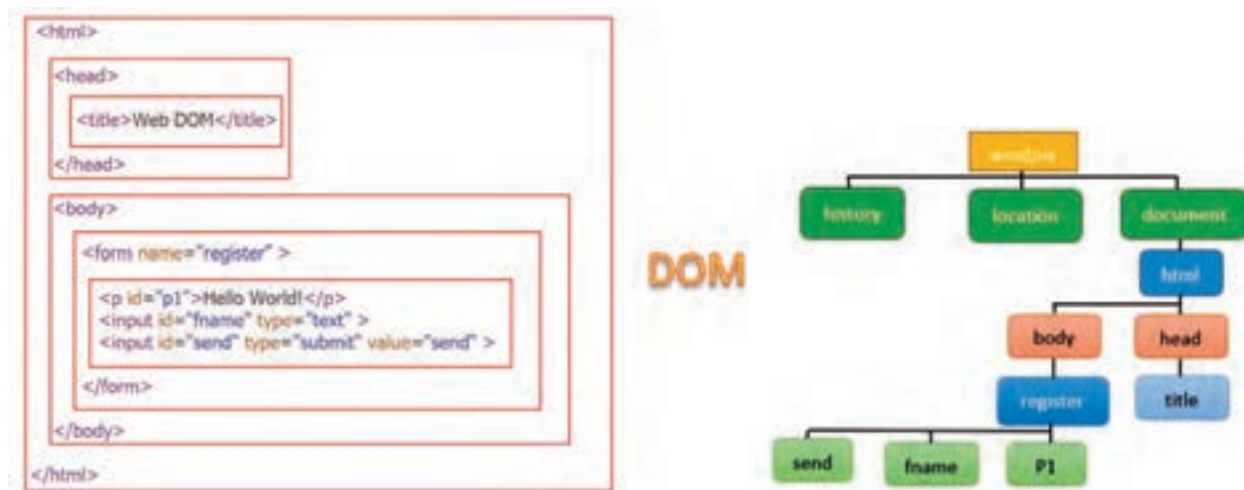 <html>
<head>
<title>Web DOM</title>
</head>
<body>
<form name="register" >
<p id="p1">Hello World!</p>
<input id="fname" type="text" >
<input id="send" type="submit" value="send" >
</form>
</body>
</html>
DOM
window
history
location
document
html
body
head
register
title
send
fname
P1